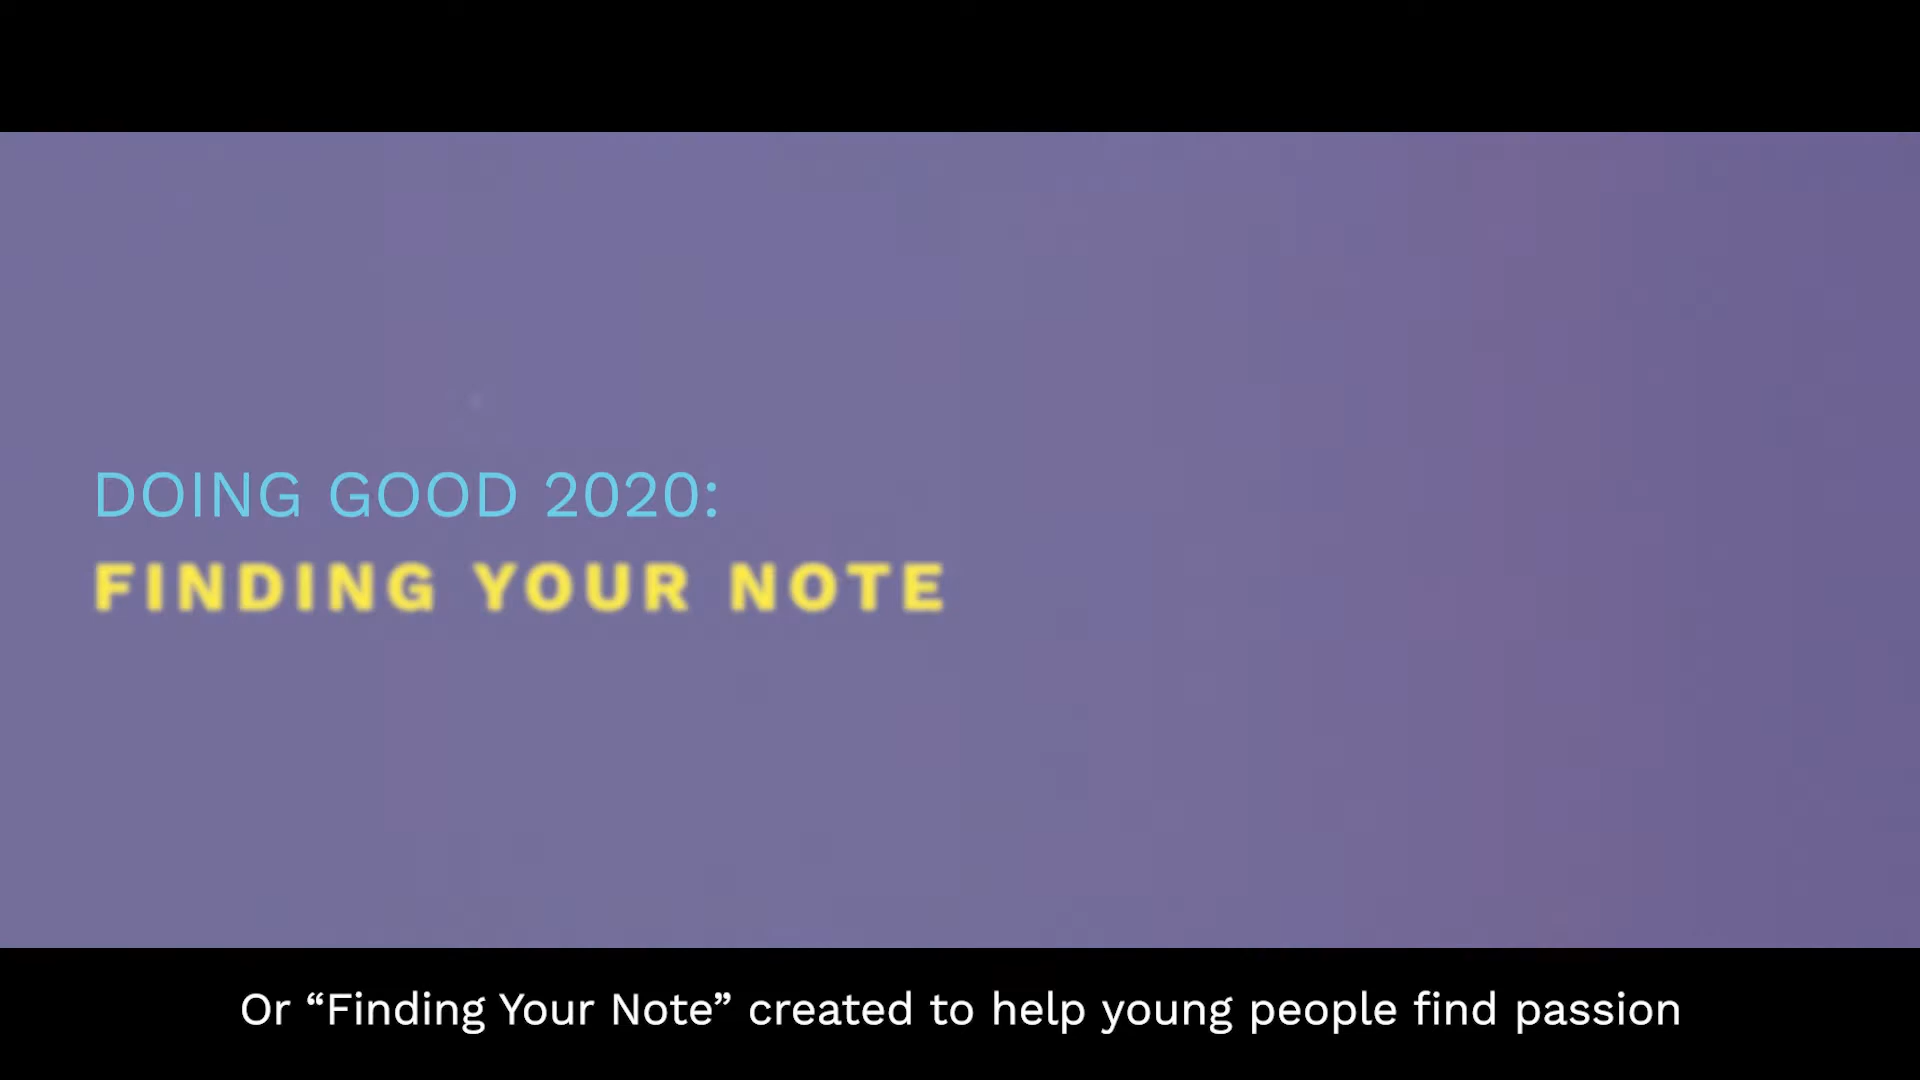 DOING GOOD 2020:
FINDING YOUR NOTE
Or “Finding Your Note” created to help young people find passion